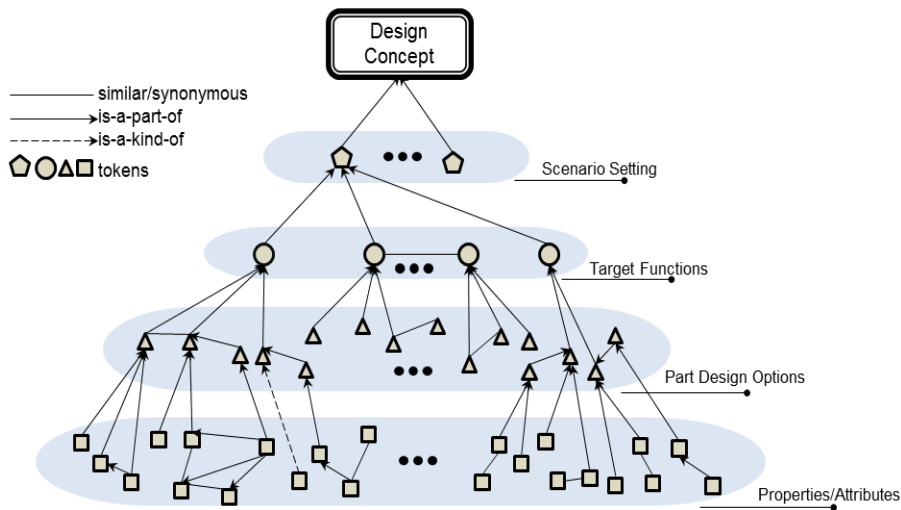 Design
Concept
similar/synonymous
is-a-part-of
is-a-kind-of
tokens
Scenario Setting
Target Functions
Part Design Options
Properties/Attributes